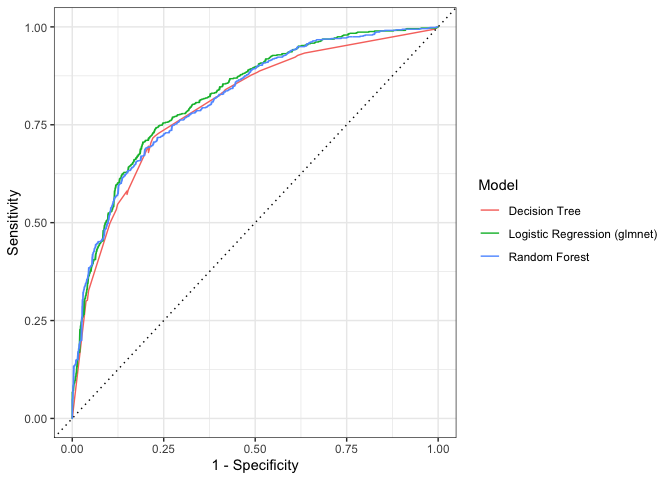 1.00
0.75
0.50
0.25
0.00
Sensitivity
0.00 0.25 0.50 0.75 1.00
1 - Specificity
Model
Decision Tree
Logistic Regression (glmnet)
Random Forest